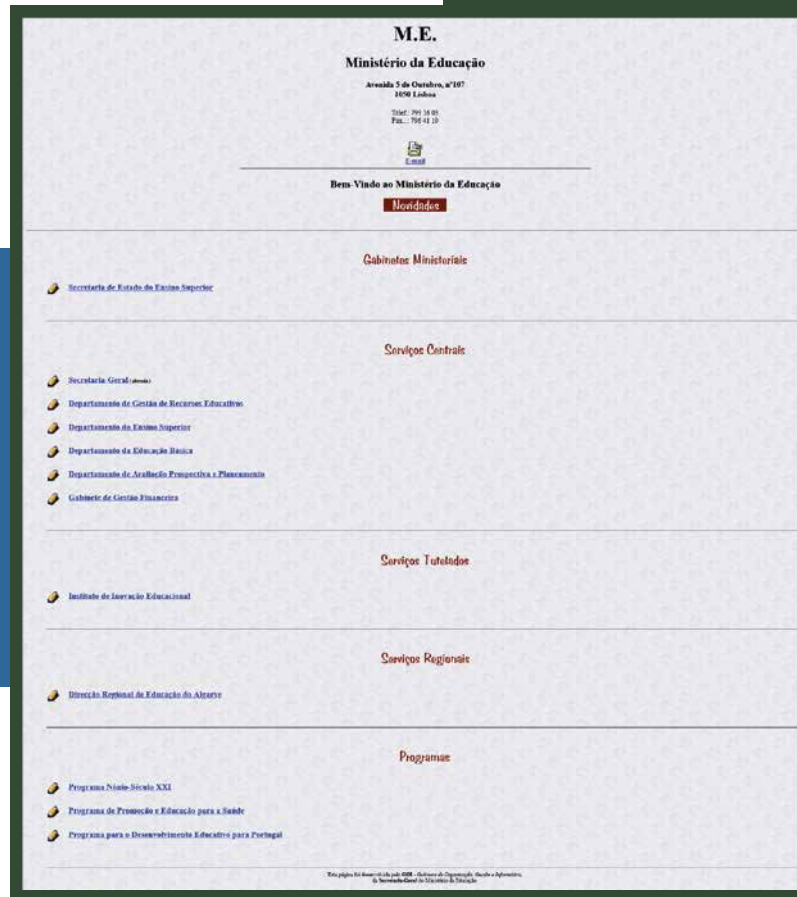 M.E.
Ministério da Educação
Avenida 5 de Outubro, nº107
1050 Lisboa
E-mail
Bem-Vindo ao Ministério da Educação
Novidades
Gabinetes Ministeriais
Secretaria de Estado do Ensino Superior
Serviços Centrais
Secretaria Geral
Departamento de Gestão de Recursos Educativos
Departamento do Ensino Superior
Departamento da Educação Básica
Departamento de Avaliação Prospectiva e Planeamento
Gabinete de Gestão Financeira
Serviços Tutelados
Instituto de Inovação Educacional
Serviços Regionais
Direcção Regional de Educação do Algarve
Programas
Programa Nónio-Século XXI
Programa de Promoção e Educação para a Saúde
Programa para o Desenvolvimento Educativo para Portugal